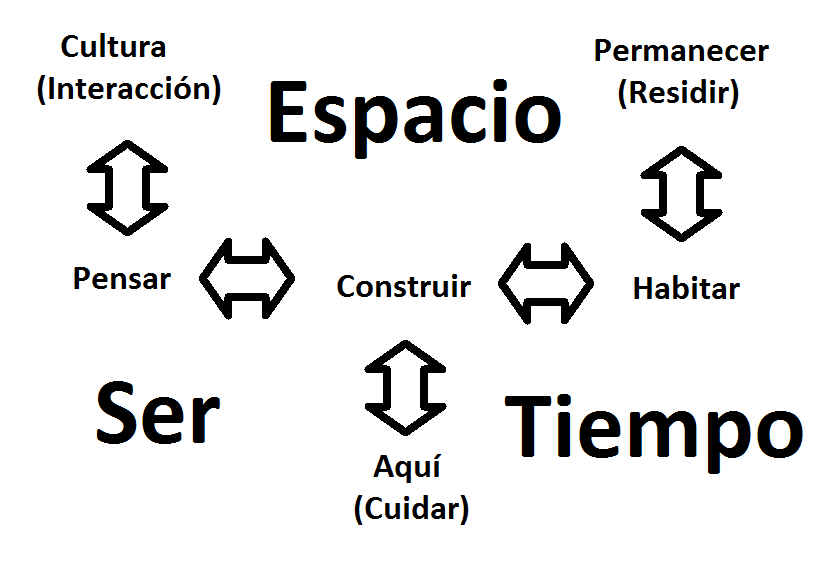 Cultura
(Interacción)
Espacio
Permanecer
(Residir)
Pensar
Construir
Habitar
Ser
Tiempo
Aquí
(Cuidar)